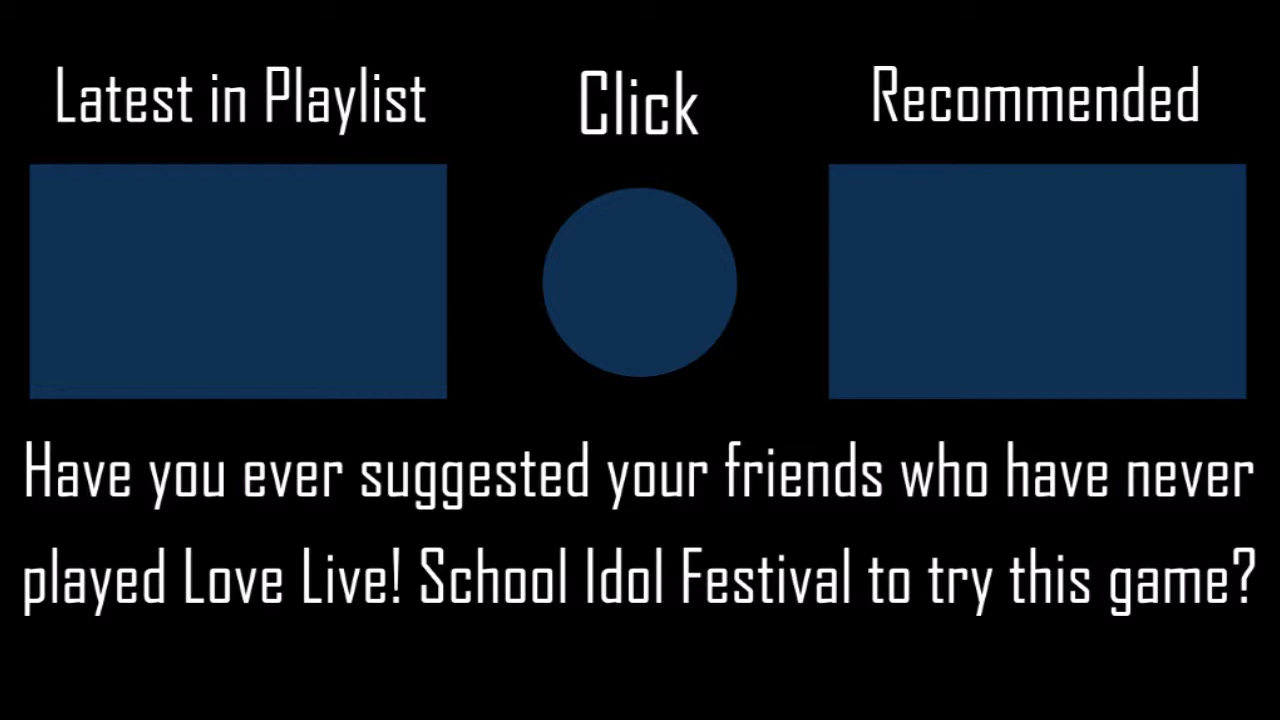 Latest in Playlist
Click
Recommended
Have you ever suggested your friends who have never
played Love Live! School Idol Festival to try this game?